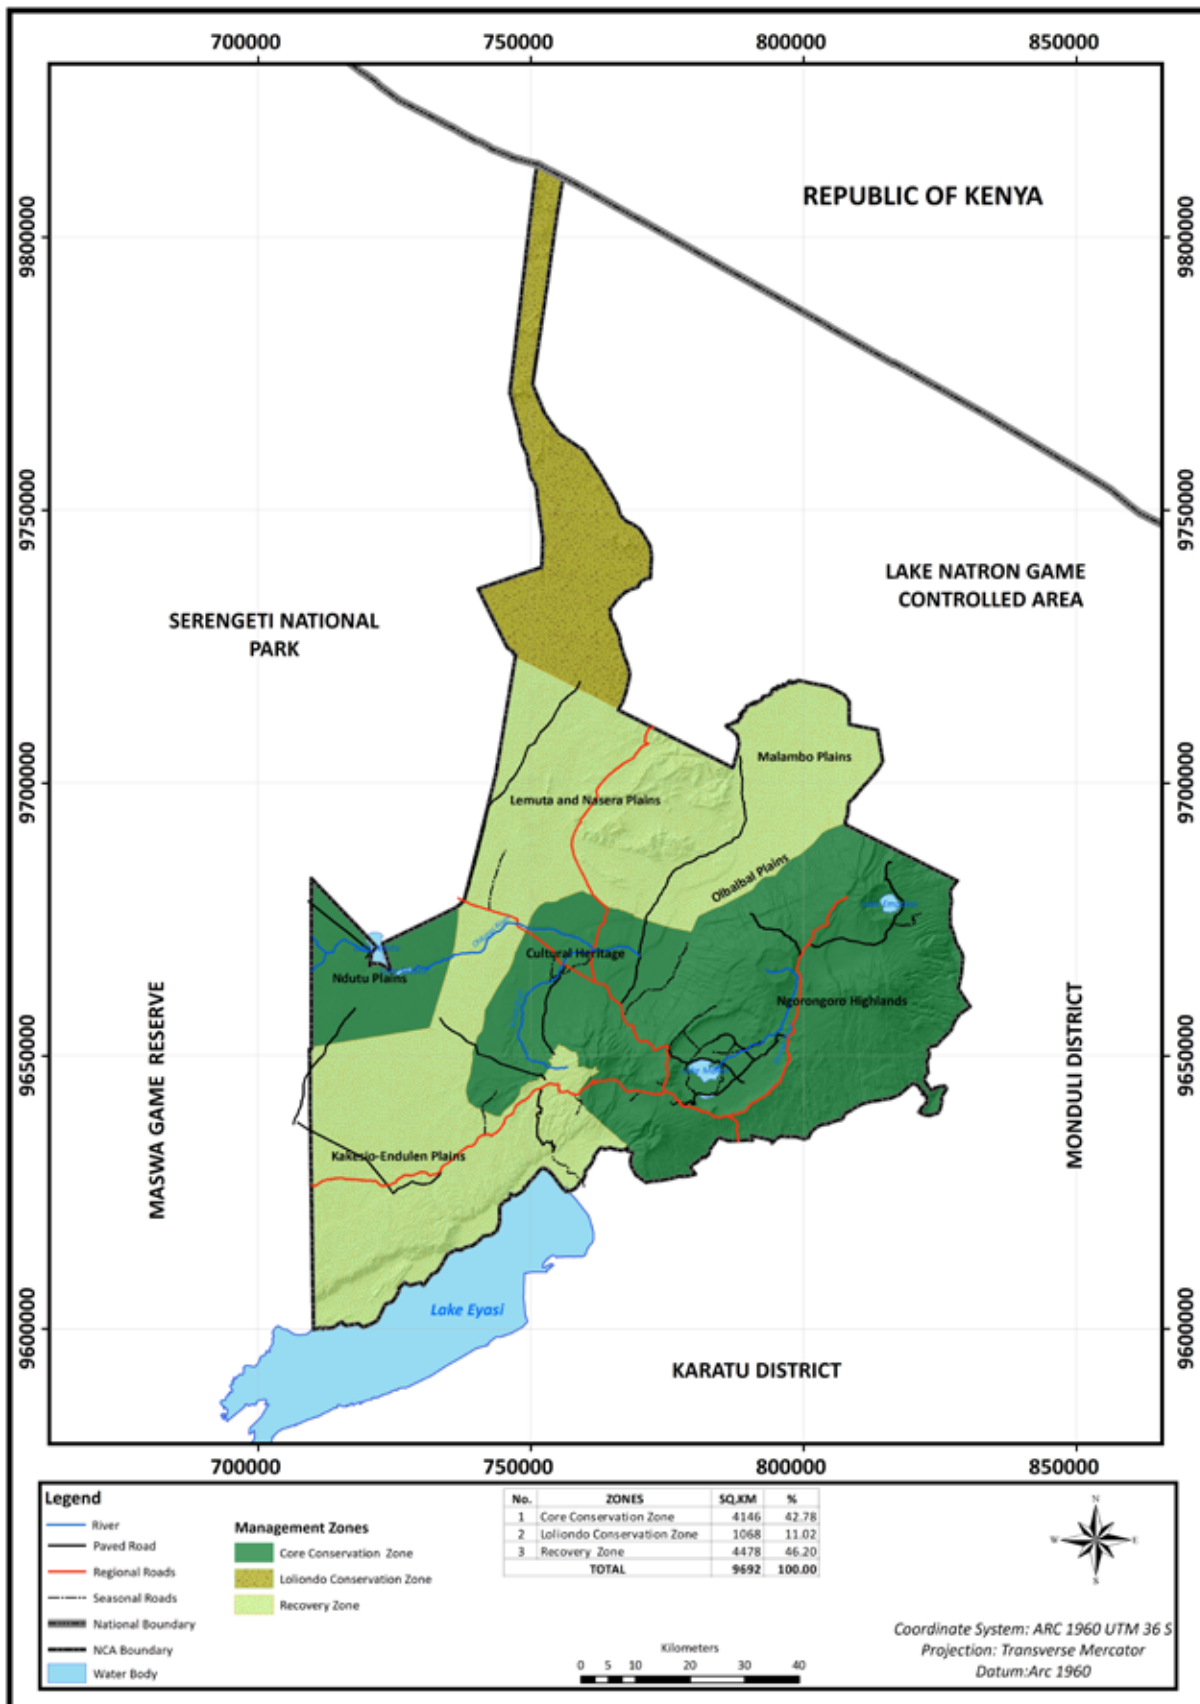 700000 750000 800000 850000
REPUBLIC OF KENYA
9800000 9800000
9750000 9750000
LAKE NATRON GAME
CONTROLLED AREA
SERENGETI NATIONAL
PARK
Malambo Plains
9700000 9700000
Lemuta and Nasera Plains
Olbalbal Plains
Cultural Heritage
Ndutu Plains
Ngorongoro Highlands
MASWA GAME RESERVE
MONDULI DISTRICT
9650000 9650000
Kakesio-Endulen Plains
Lake Eyasi
9600000 9600000
KARATU DISTRICT
700000 750000 800000 850000
Legend
River
Paved Road
Regional Roads
Seasonal Roads
National Boundary
NCA Boundary
Water Body
Management Zones
Core Conservation Zone
Loliondo Conservation Zone
Recovery Zone
No. ZONES SQ.KM %
1 Core Conservation Zone 4146 42.78
2 Loliondo Conservation Zone 1068 11.02
3 Recovery Zone 4478 46.20
TOTAL 9692 100.00
Kilometers
0 5 10 20 30 40
N
W E
S
Coordinate System: ARC 1960 UTM 36 S
Projection: Transverse Mercator
Datum:Arc 1960